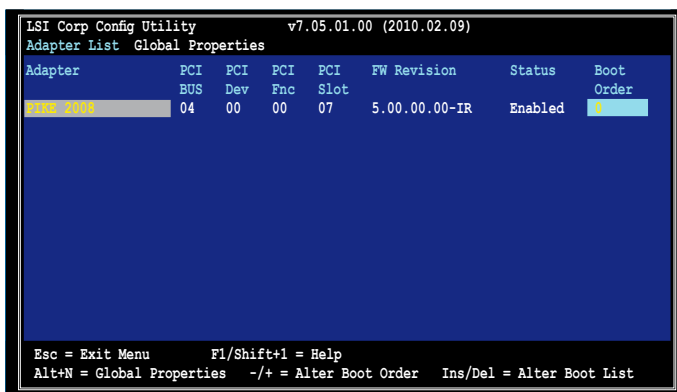 LSI Corp Config Utility v7.05.01.00 (2010.02.09)
Adapter List Global Properties
Adapter PCI PCI PCI PCI FW Revision Status Boot
BUS Dev Fnc Slot Order
PIKE 2008 04 00 00 07 5.00.00.00-IR Enabled 0
Esc = Exit Menu F1/Shift+1 = Help
Alt+N = Global Properties -/+ = Alter Boot Order Ins/Del = Alter Boot List